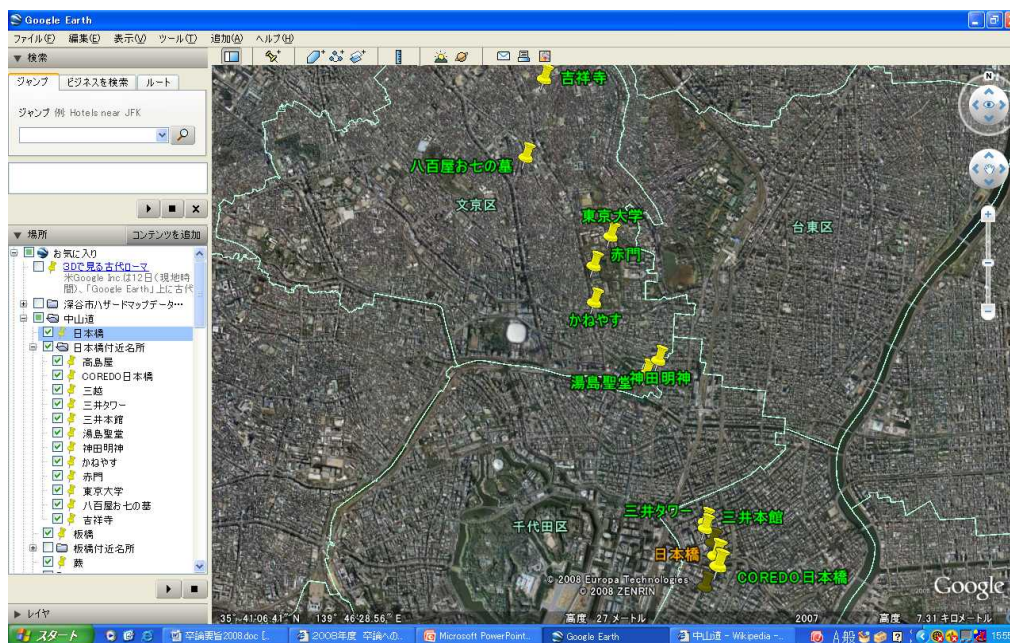 Google Earth
ファイル(F) 編集(E) 表示(V) ツール(T) 追加(A) ヘルプ(H)
▼ 検索
ジャンプ ビジネスを検索 ルート
ジャンプ 例: Hotels near JFK
▼ 場所 コンテンツを追加
お気に入り
3Dで見る古代ローマ
米Google Inc.は12日(現地時
間)、「Google Earth」上に古代
深谷市ハザードマップデータ…
中山道
日本橋
日本橋付近名所
高島屋
COREDO日本橋
三越
三井タワー
三井本館
湯島聖堂
神田明神
かねやす
赤門
東京大学
八百屋お七の墓
吉祥寺
板橋
板橋付近名所
蕨
▶ レイヤ
吉祥寺
八百屋お七の墓
文京区
東京大学
台東区
赤門
かねやす
湯島聖堂
神田明神
三井タワー
三井本館
千代田区
日本橋
COREDO日本橋
N
© 2008 Europa Technologies
© 2008 ZENRIN
Google
35°41'06.41" N 139°46'28.56" E 高度 27 メートル 2007 高度 7.31 キロメートル
スタート 卒論要旨2008.doc [... 2008年度 卒論への... Microsoft PowerPoint... Google Earth 中山道 - Wikipedia -... A 般 15:55